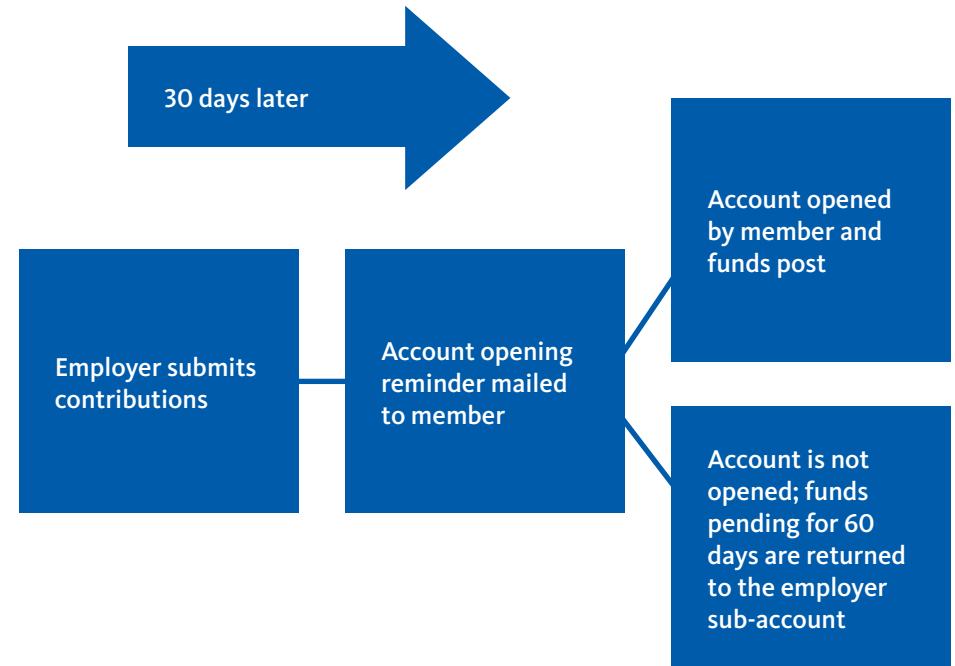 30 days later
Employer submits
contributions
Account opening
reminder mailed
to member
Account opened
by member and
funds post
Account is not
opened; funds
pending for 60
days are returned
to the employer
sub-account